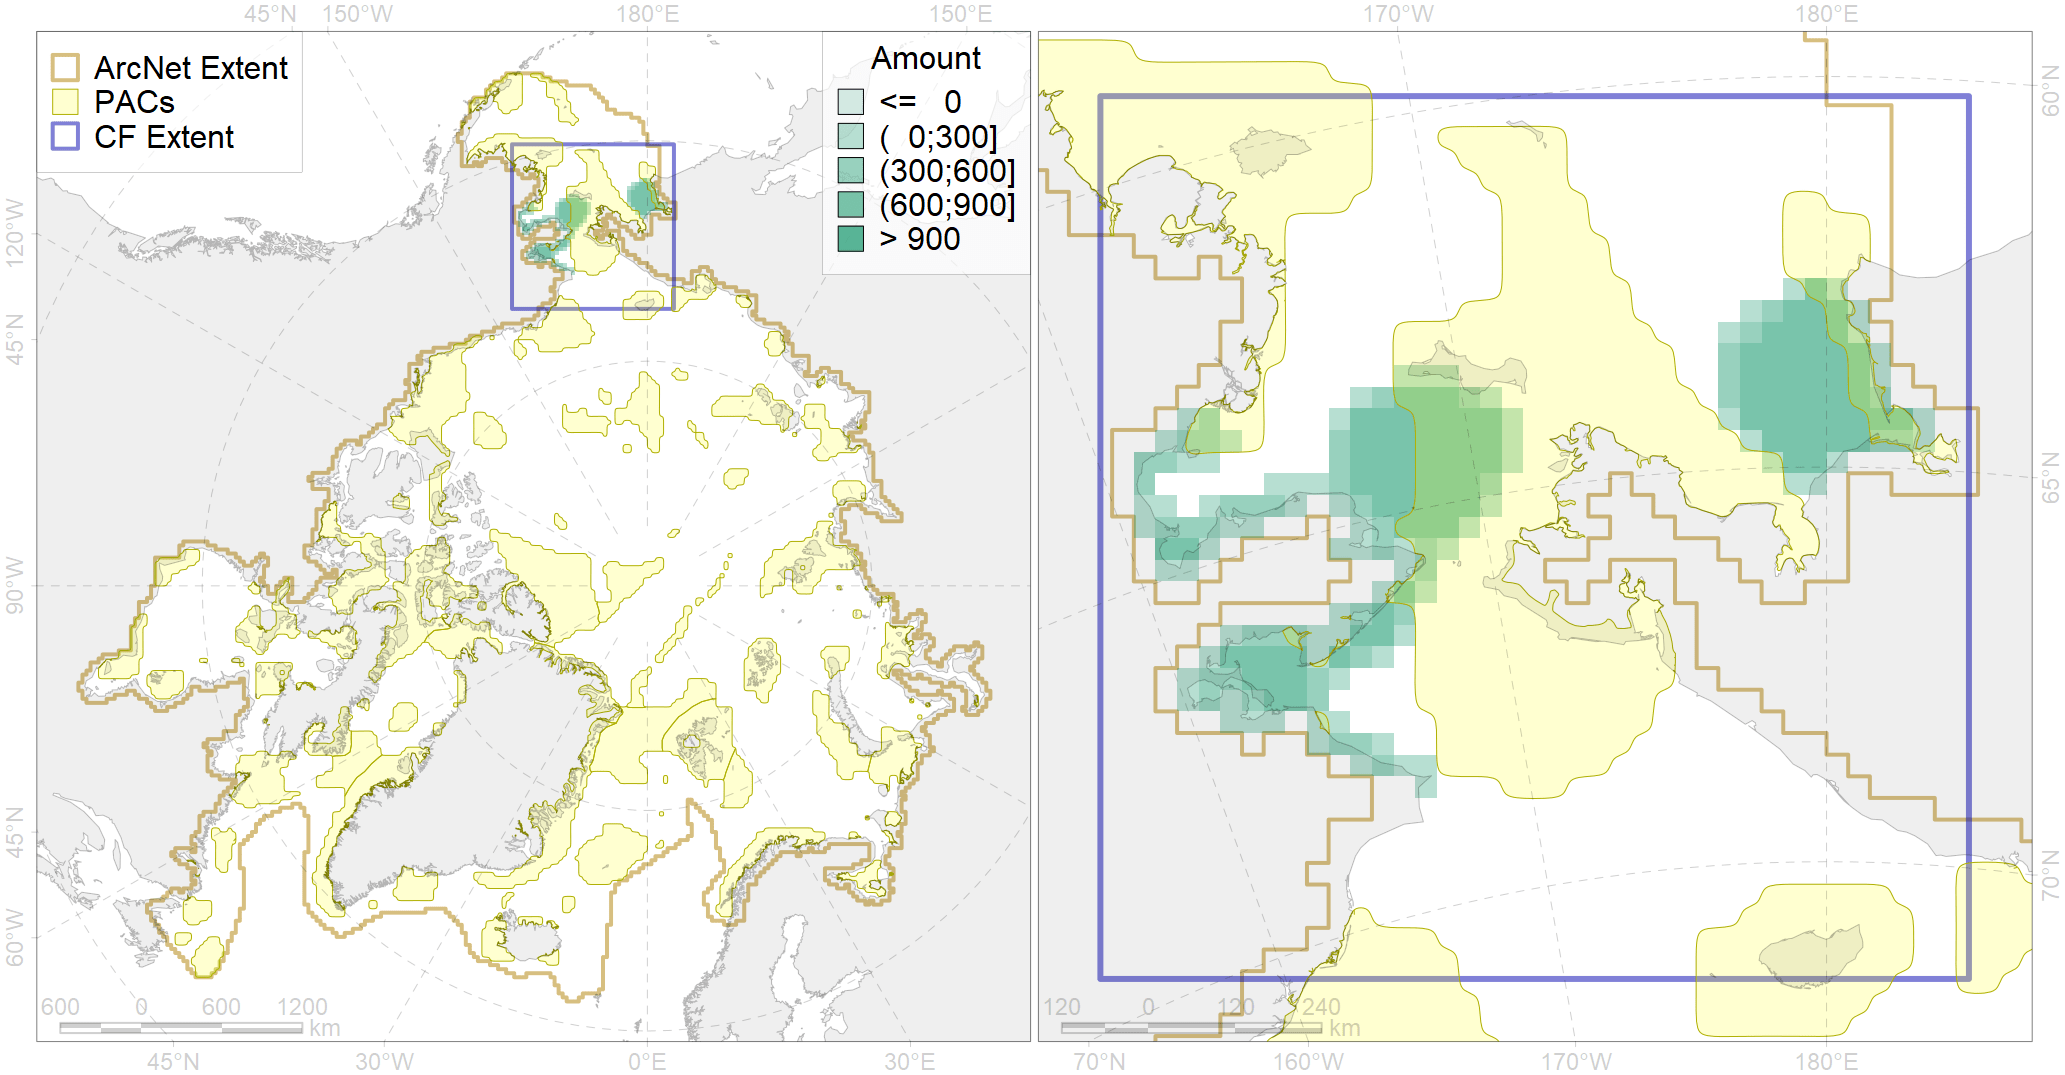 45°N 150°W 180°E 150°E 170°W 180°E
ArcNet Extent
PACs
CF Extent
Amount
<= 0
( 0;300]
(300;600]
(600;900]
> 900
120°W
45°N
90°W
45°N
60°W
60°N
65°N
70°N
600 0 600 1200
km
120 0 120 240
km
45°W 30°W 0°E 30°E 70°N 160°W 170°W 180°E